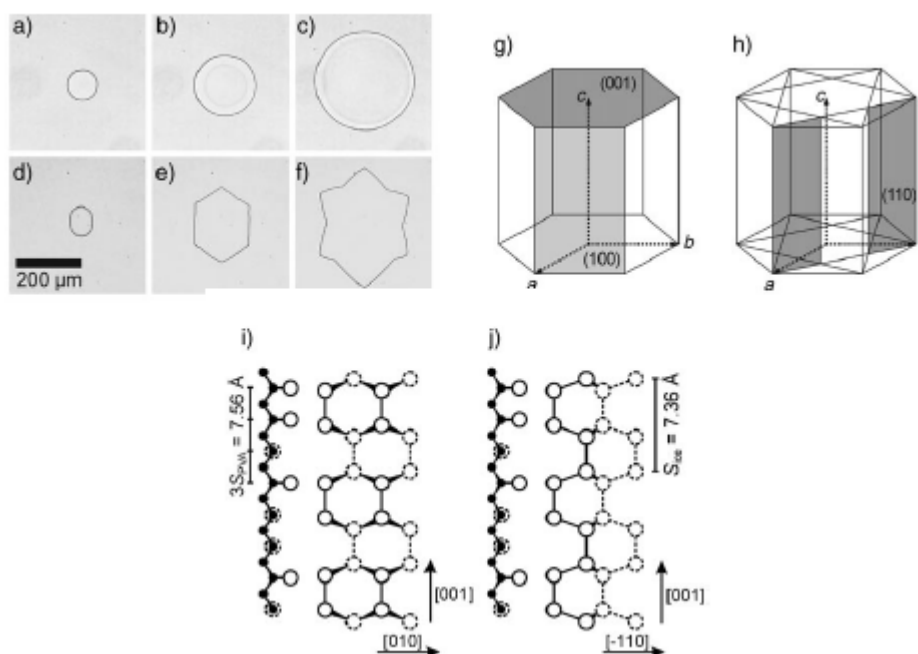 a)
b)
c)
d)
e)
f)
200 µm
g)
(001)
c
(100)
a
b
h)
c
(110)
a
i)
3S_PVA = 7.56 Å
[001]
[010]
j)
S_ice = 7.36 Å
[001]
[-110]